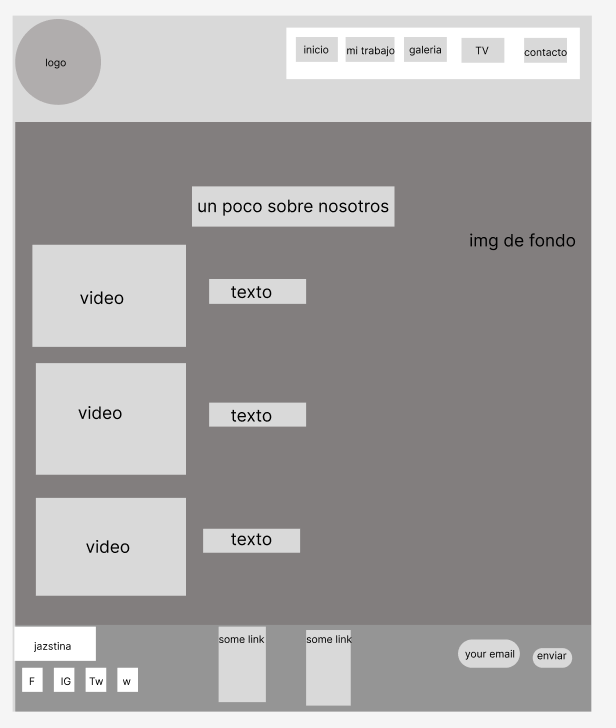 logo
inicio
mi trabajo
galeria
TV
contacto
un poco sobre nosotros
img de fondo
video
texto
video
texto
video
texto
jazstina
F
IG
Tw
w
some link
some link
your email
enviar